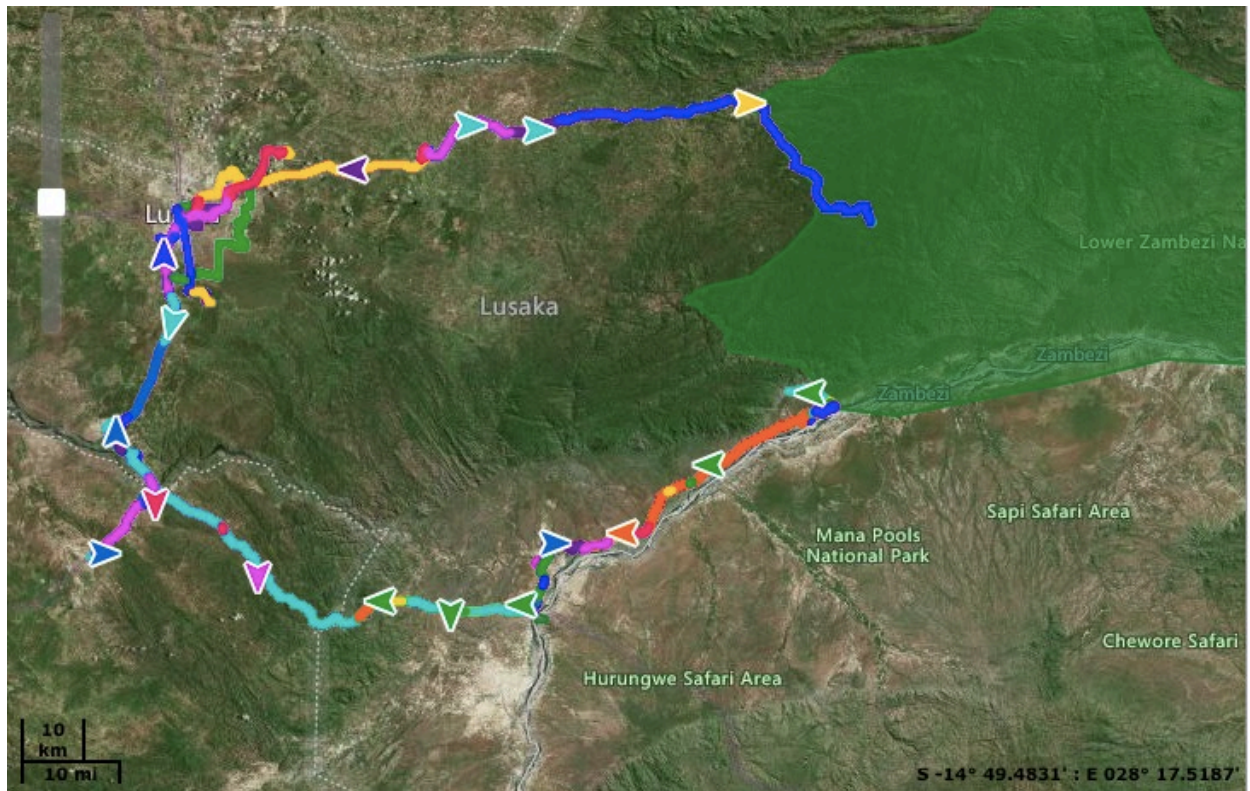 Lu
Lusaka
Lower Zambezi Na
Zambezi
Zambezi
Sapi Safari Area
Mana Pools
National Park
Chewore Safari
Hurungwe Safari Area
10
km
10 mi
S -14° 49.4831' : E 028° 17.5187'